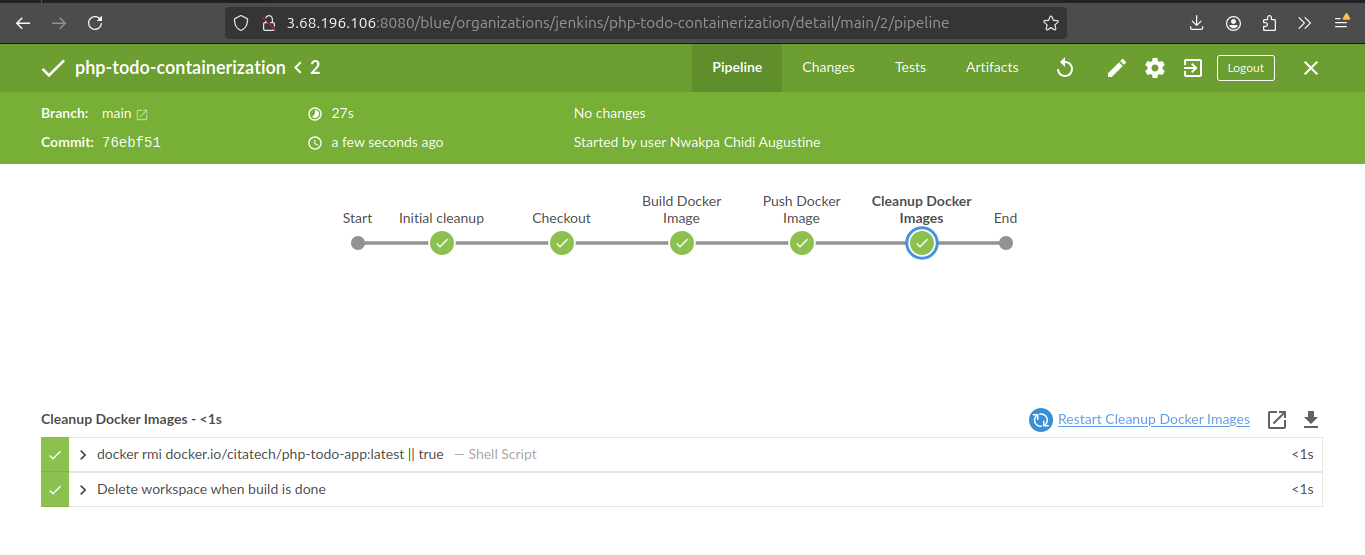 3.68.196.106:8080/blue/organizations/jenkins/php-todo-containerization/detail/main/2/pipeline
php-todo-containerization < 2
Pipeline
Changes
Tests
Artifacts
Logout
Branch: main
27s
No changes
Commit: 76ebf51
a few seconds ago
Started by user Nwakpa Chidi Augustine
Start
Initial cleanup
Checkout
Build Docker
Image
Push Docker
Image
Cleanup Docker
Images
End
Cleanup Docker Images - <1s
Restart Cleanup Docker Images
docker rmi docker.io/citatech/php-todo-app:latest || true — Shell Script <1s
Delete workspace when build is done <1s